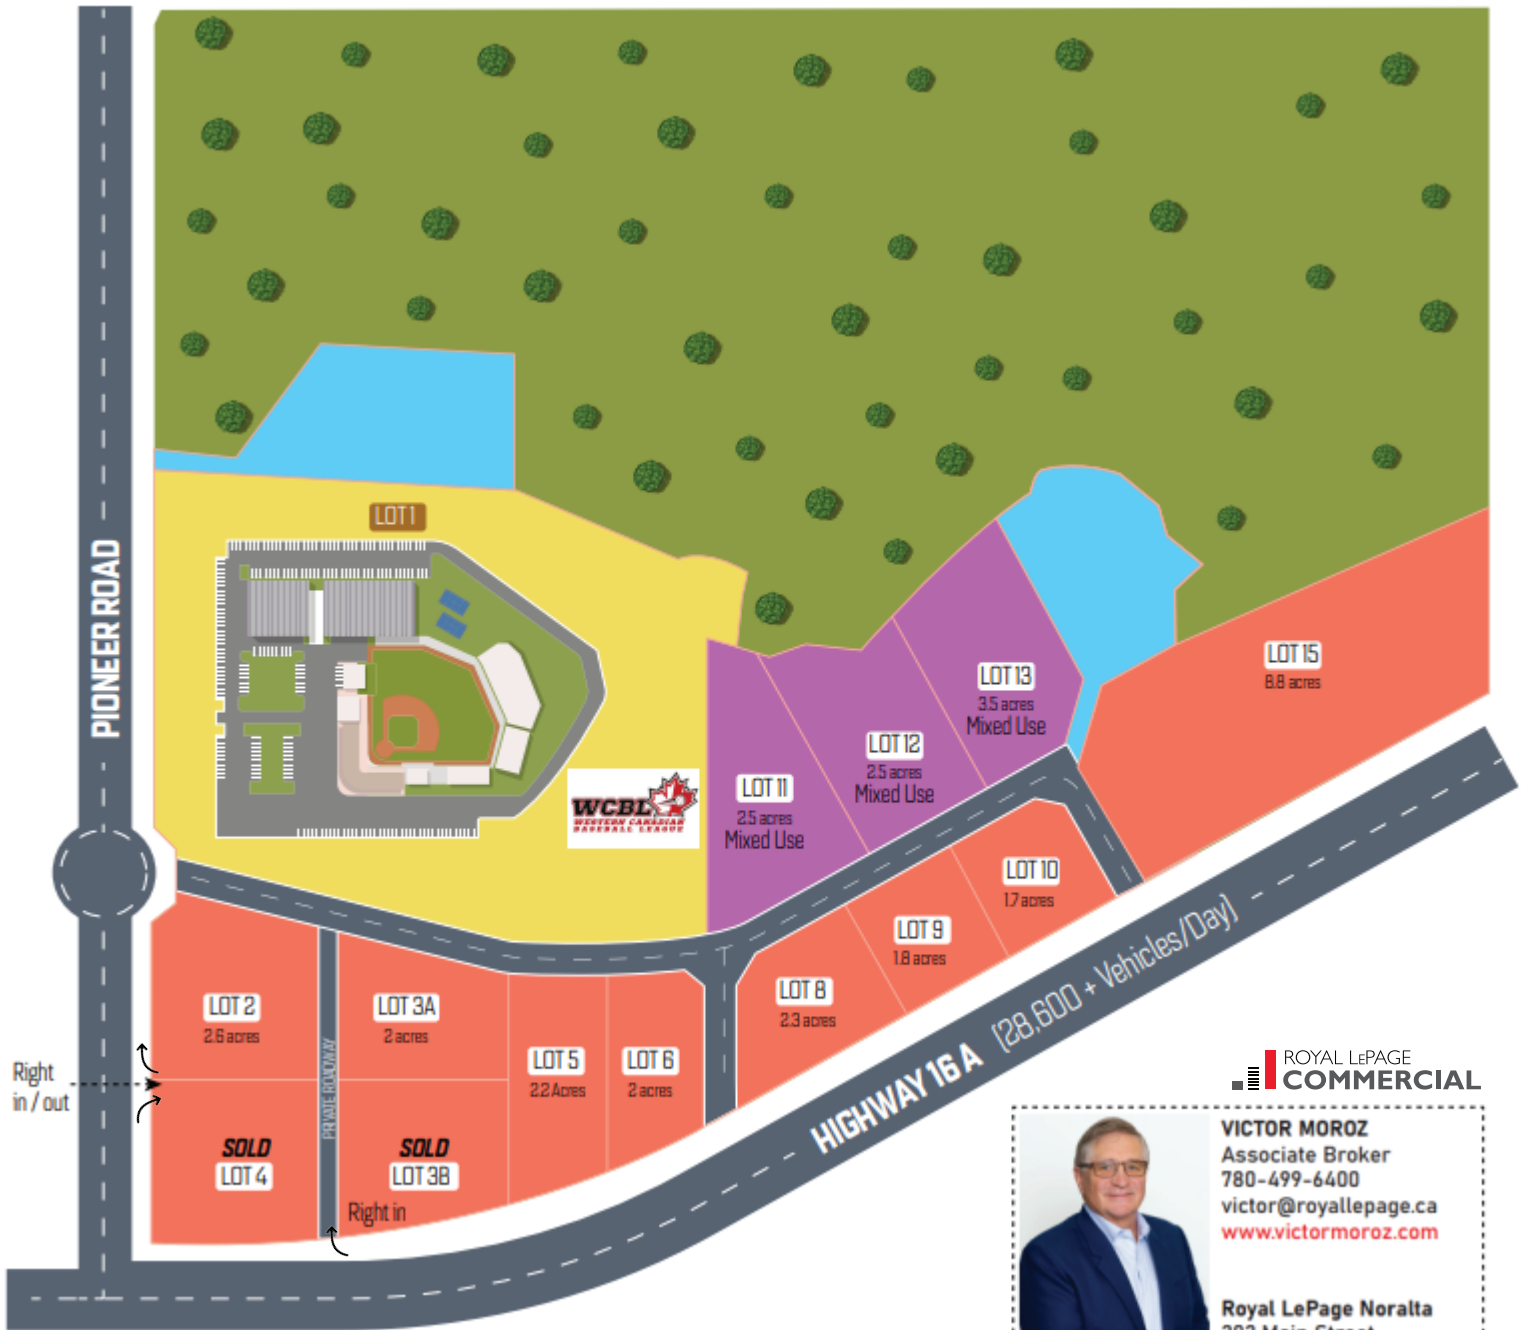 LOT 1
PIONEER ROAD
WCBL
WESTERN CANADIAN
BASEBALL LEAGUE
LOT 11
2.5 acres
Mixed Use
LOT 12
2.5 acres
Mixed Use
LOT 13
3.5 acres
Mixed Use
LOT 15
8.8 acres
LOT 2
2.6 acres
LOT 3A
2 acres
LOT 5
2.2 Acres
LOT 6
2 acres
LOT 8
2.3 acres
LOT 9
1.8 acres
LOT 10
1.7 acres
Right
in / out
SOLD
LOT 4
PRIVATE ROADWAY
SOLD
LOT 3B
Right in
HIGHWAY 16A (28,600 + Vehicles/Day)
ROYAL LEPAGE
COMMERCIAL
VICTOR MOROZ
Associate Broker
780-499-6400
victor@royallepage.ca
www.victormoroz.com
Royal LePage Noralta